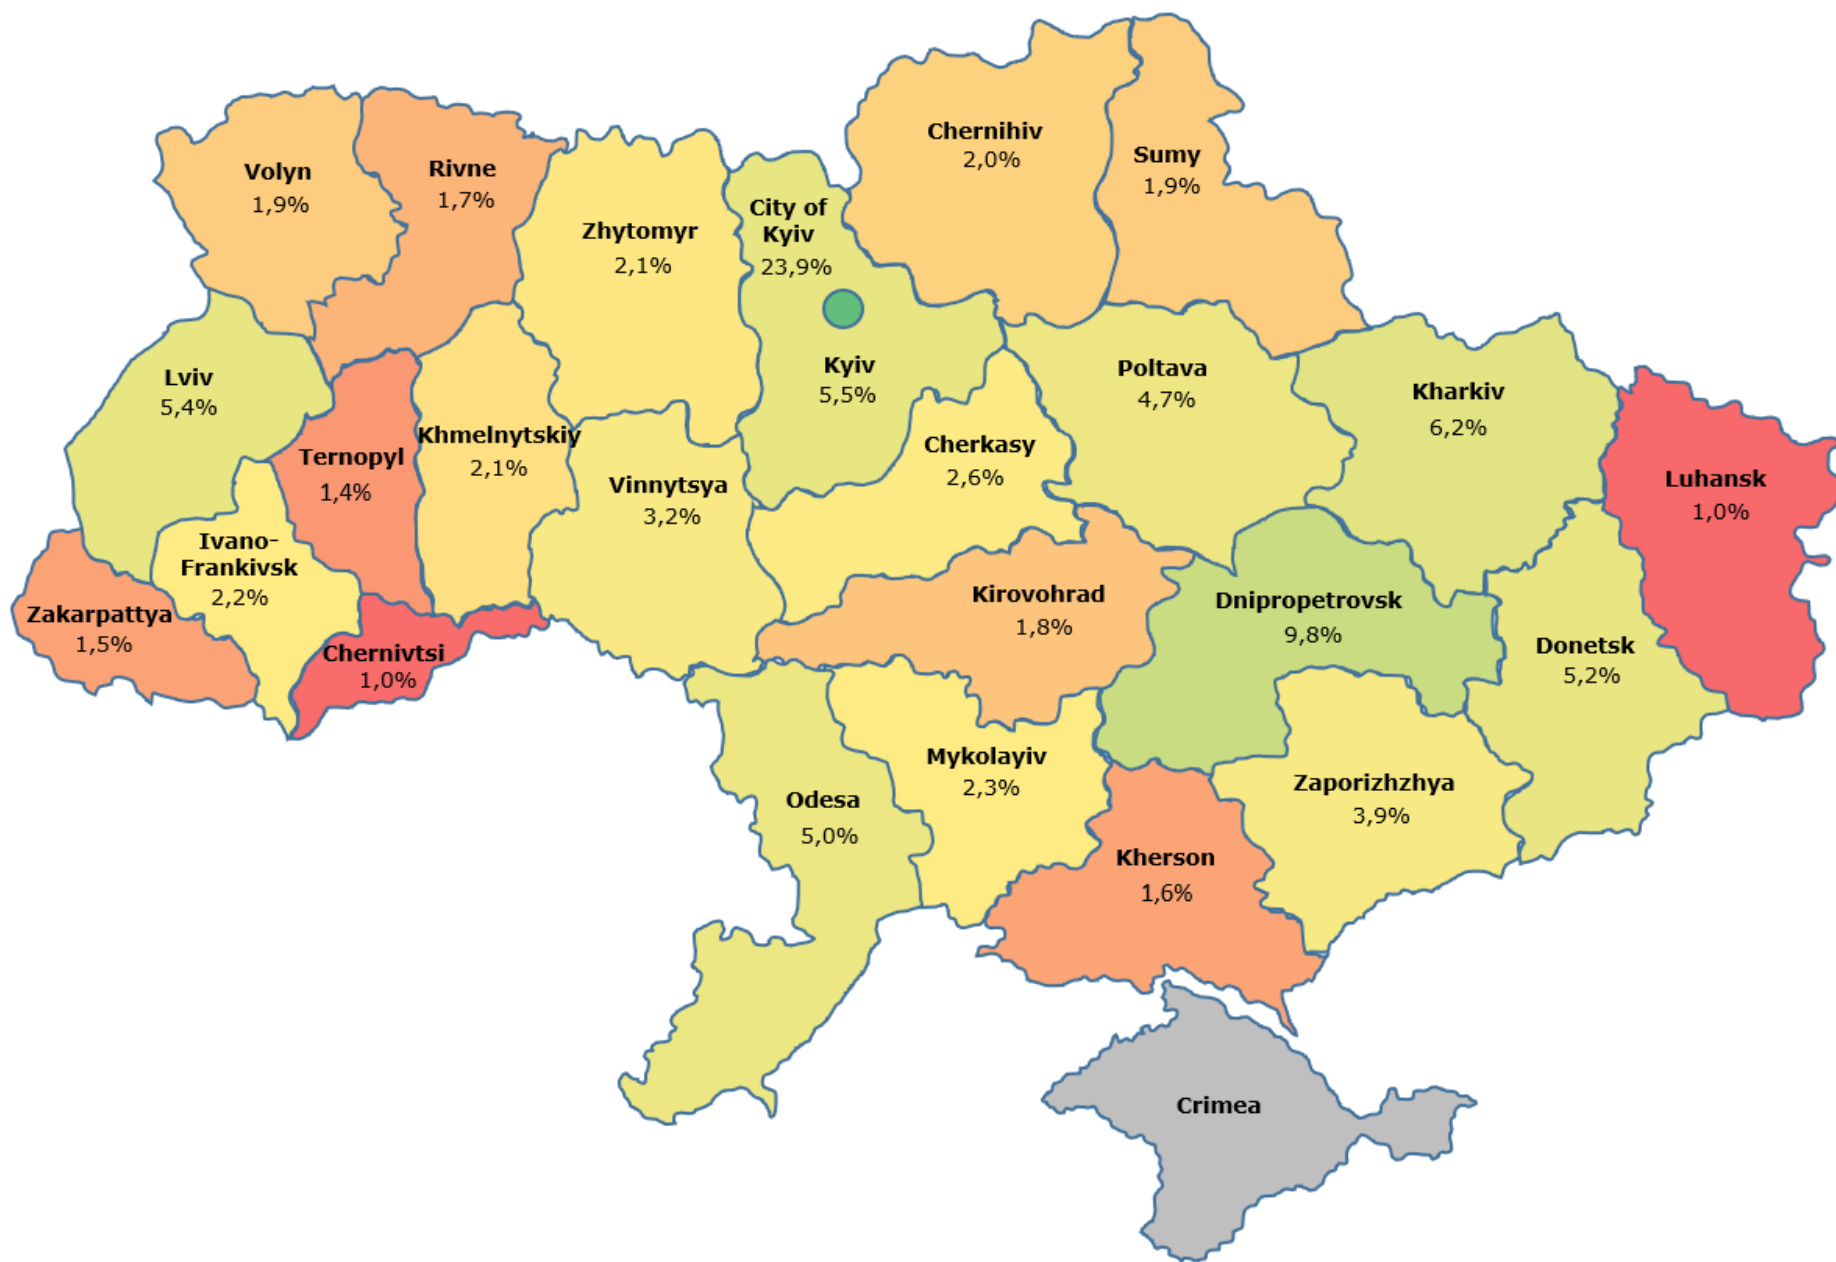 Chernihiv
2,0%
Sumy
1,9%
Volyn
1,9%
Rivne
1,7%
Zhytomyr
2,1%
City of
Kyiv
23,9%
Kyiv
5,5%
Poltava
4,7%
Kharkiv
6,2%
Lviv
5,4%
Ternopyl
1,4%
Khmelnytskiy
2,1%
Vinnytsya
3,2%
Cherkasy
2,6%
Luhansk
1,0%
Ivano-
Frankivsk
2,2%
Zakarpattya
1,5%
Chernivtsi
1,0%
Kirovohrad
1,8%
Dnipropetrovsk
9,8%
Donetsk
5,2%
Odesa
5,0%
Mykolayiv
2,3%
Zaporizhzhya
3,9%
Kherson
1,6%
Crimea